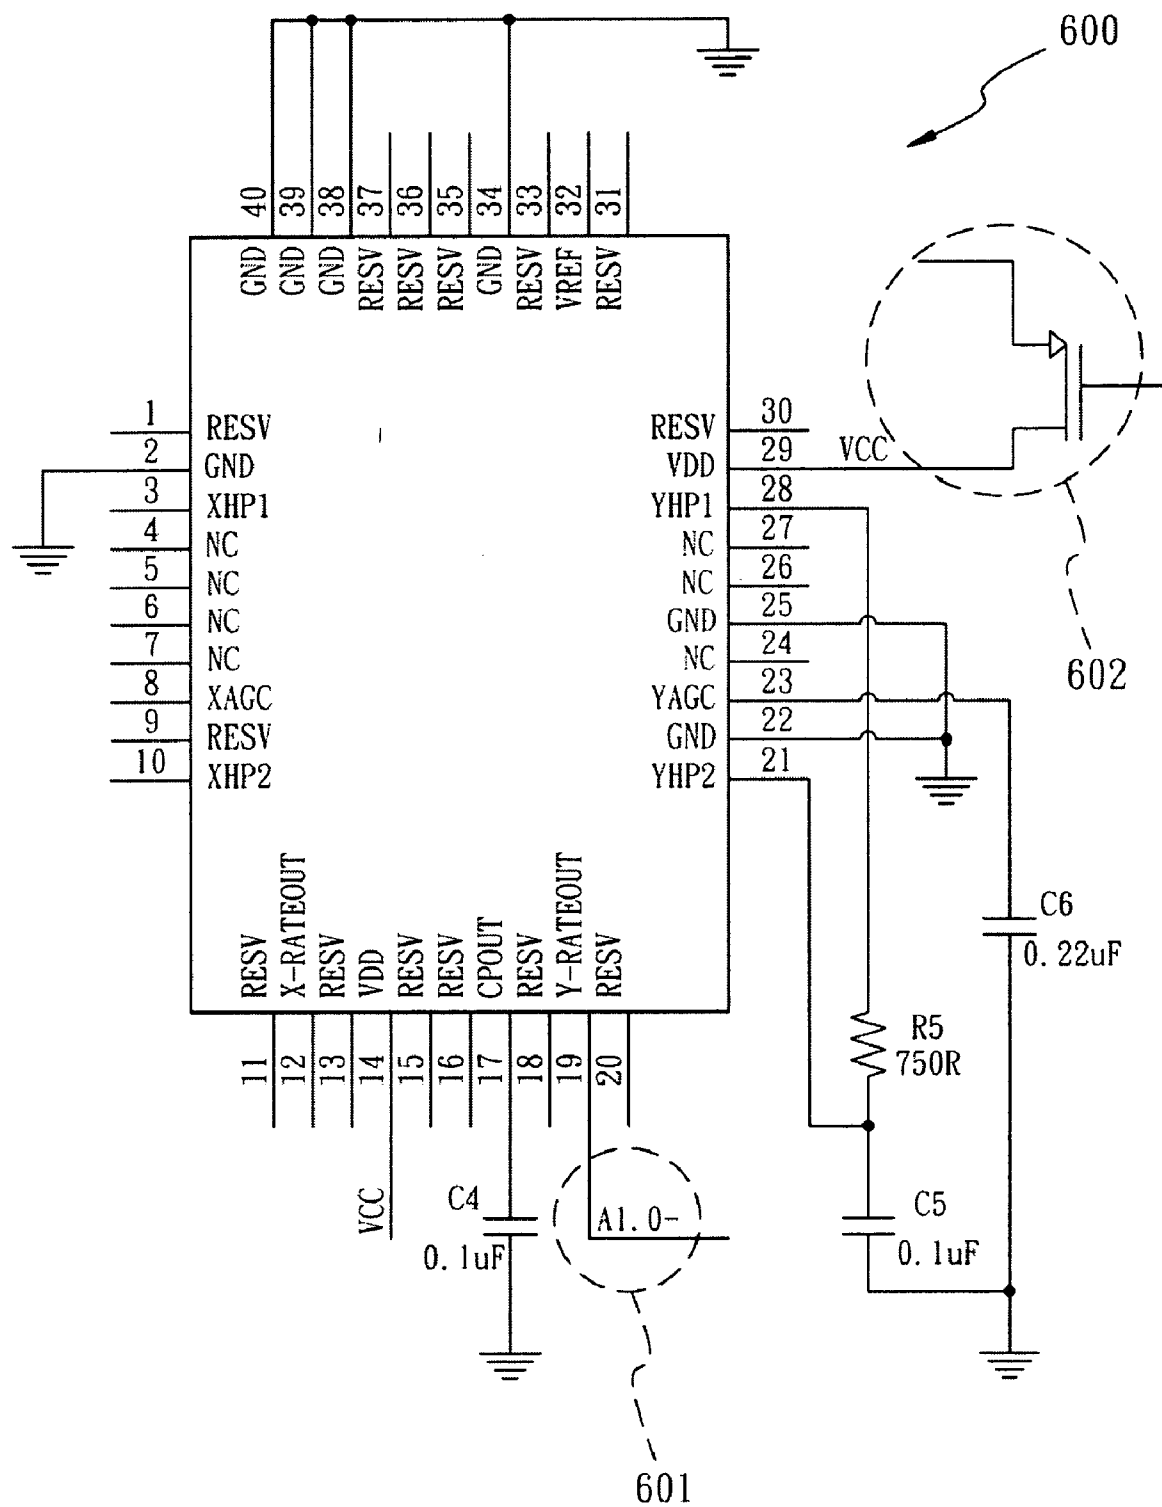 600
40 39 38 37 36 35 34 33 32 31
GND GND GND RESV RESV RESV GND RESV VREF RESV
1 RESV
2 GND
3 XHP1
4 NC
5 NC
6 NC
7 NC
8 XAGC
9 RESV
10 XHP2
RESV 30
VDD 29 VCC
YHP1 28
NC 27
NC 26
GND 25
NC 24
YAGC 23
GND 22
YHP2 21
602
RESV X-RATEOUT RESV VDD RESV RESV CPOUT RESV Y-RATEOUT RESV
11 12 13 14 15 16 17 18 19 20
C6
0.22uF
R5
750R
VCC
C4
0.1uF
A1.0-
C5
0.1uF
601